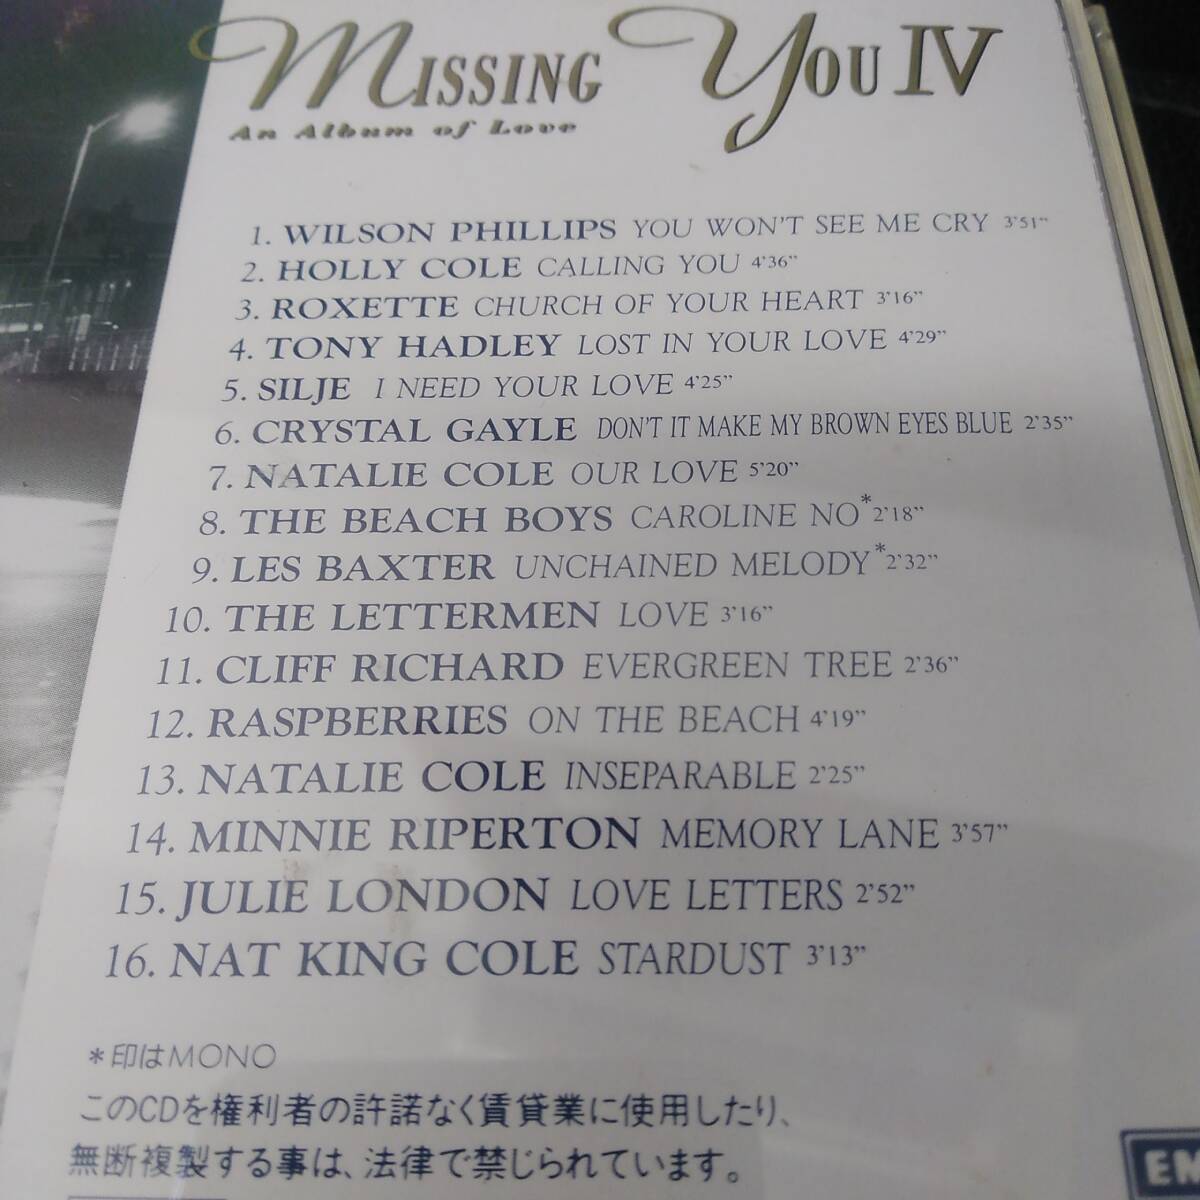 MISSING YOU IV
An Album of Love
1. WILSON PHILLIPS YOU WON'T SEE ME CRY 3'51"
2. HOLLY COLE CALLING YOU 4'36"
3. ROXETTE CHURCH OF YOUR HEART 3'16"
4. TONY HADLEY LOST IN YOUR LOVE 4'29"
5. SILJE I NEED YOUR LOVE 4'25"
6. CRYSTAL GAYLE DON'T IT MAKE MY BROWN EYES BLUE 2'35"
7. NATALIE COLE OUR LOVE 5'20"
8. THE BEACH BOYS CAROLINE NO*2'18"
9. LES BAXTER UNCHAINED MELODY*2'32"
10. THE LETTERMEN LOVE 3'16"
11. CLIFF RICHARD EVERGREEN TREE 2'36"
12. RASPBERRIES ON THE BEACH 4'19"
13. NATALIE COLE INSEPARABLE 2'25"
14. MINNIE RIPERTON MEMORY LANE 3'57"
15. JULIE LONDON LOVE LETTERS 2'52"
16. NAT KING COLE STARDUST 3'13"
*印はMONO
このCDを権利者の許諾なく賃貸業に使用したり、
無断複製する事は、法律で禁じられています。
EM